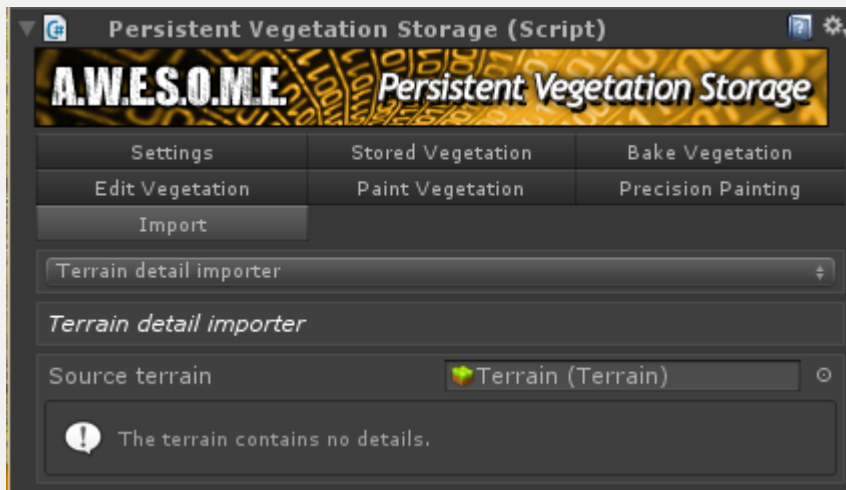 Persistent Vegetation Storage (Script)
A.W.E.S.O.M.E. Persistent Vegetation Storage
Settings Stored Vegetation Bake Vegetation
Edit Vegetation Paint Vegetation Precision Painting
Import
Terrain detail importer
Terrain detail importer
Source terrain Terrain (Terrain)
The terrain contains no details.